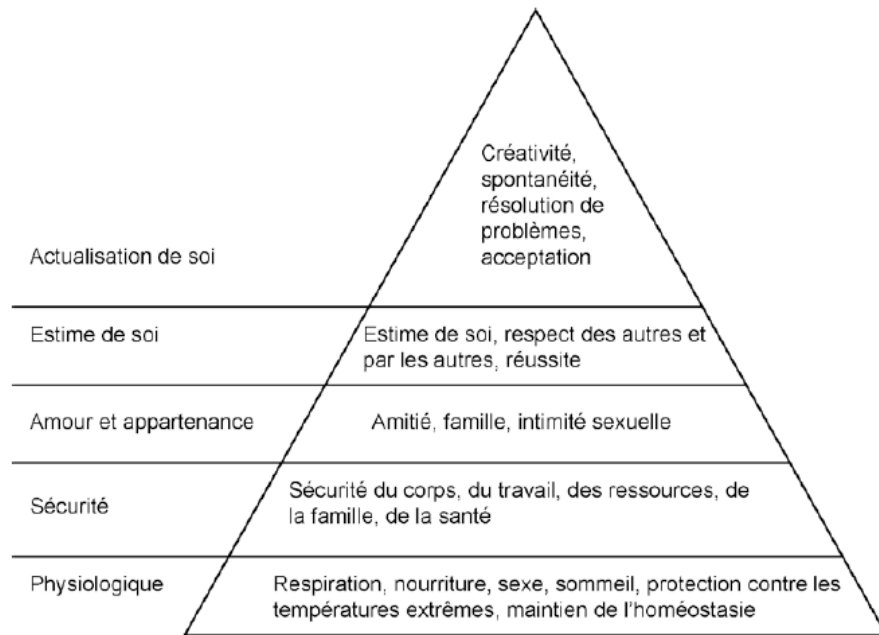 Créativité,
spontanéité,
résolution de
problèmes,
acceptation
Actualisation de soi
Estime de soi
Estime de soi, respect des autres et
par les autres, réussite
Amour et appartenance
Amitié, famille, intimité sexuelle
Sécurité
Sécurité du corps, du travail, des ressources, de
la famille, de la santé
Physiologique
Respiration, nourriture, sexe, sommeil, protection contre les
températures extrêmes, maintien de l'homéostasie